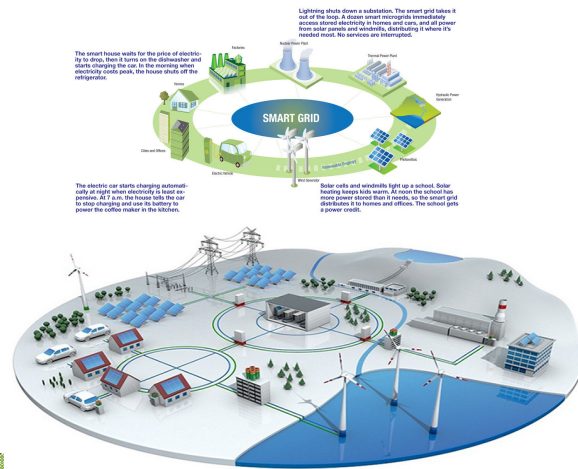 Lightning shuts down a substation. The smart grid takes it
out of the loop. A dozen smart microgrids immediately
access stored electricity in homes and cars, and all power
from solar panels and windmills, distributing it where it's
needed most. No services are interrupted.
The smart house waits for the price of electric-
ity to drop, then it turns on the dishwasher and
starts charging the car. In the morning when
electricity costs peak, the house shuts off the
refrigerator.
Factories
Nuclear Power Plant
Thermal Power Plant
Homes
Hydraulic Power
Generation
SMART GRID
Cities and Offices
Photovoltaic
Electric Vehicle
Renewable Energy
Wind Generator
The electric car starts charging automati-
cally at night when electricity is least ex-
pensive. At 7 a.m. the house tells the car
to stop charging and use its battery to
power the coffee maker in the kitchen.
Solar cells and windmills light up a school. Solar
heating keeps kids warm. At noon the school has
more power stored than it needs, so the smart grid
distributes it to homes and offices. The school gets
a power credit.